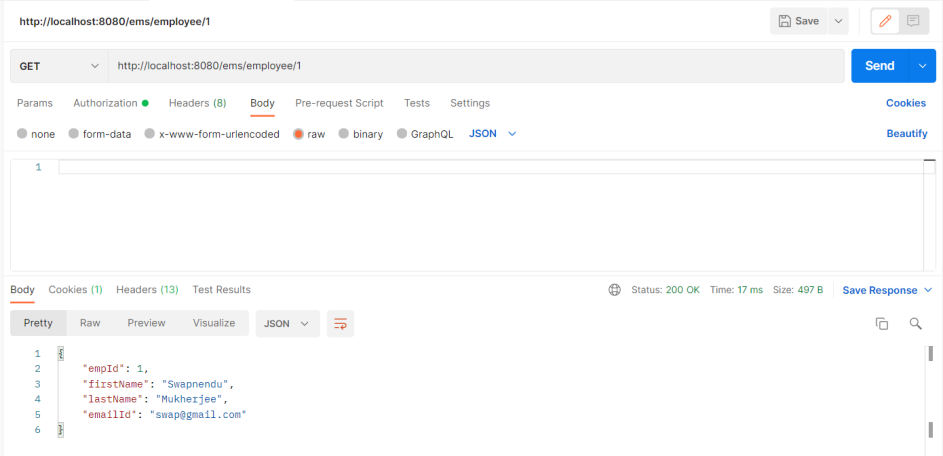 http://localhost:8080/ems/employee/1 Save
GET http://localhost:8080/ems/employee/1 Send
Params Authorization Headers (8) Body Pre-request Script Tests Settings Cookies
none form-data x-www-form-urlencoded raw binary GraphQL JSON Beautify
1
Body Cookies (1) Headers (13) Test Results Status: 200 OK Time: 17 ms Size: 497 B Save Response
Pretty Raw Preview Visualize JSON
1 {
2 "empId": 1,
3 "firstName": "Swapnendu",
4 "lastName": "Mukherjee",
5 "emailId": "swap@gmail.com"
6 }